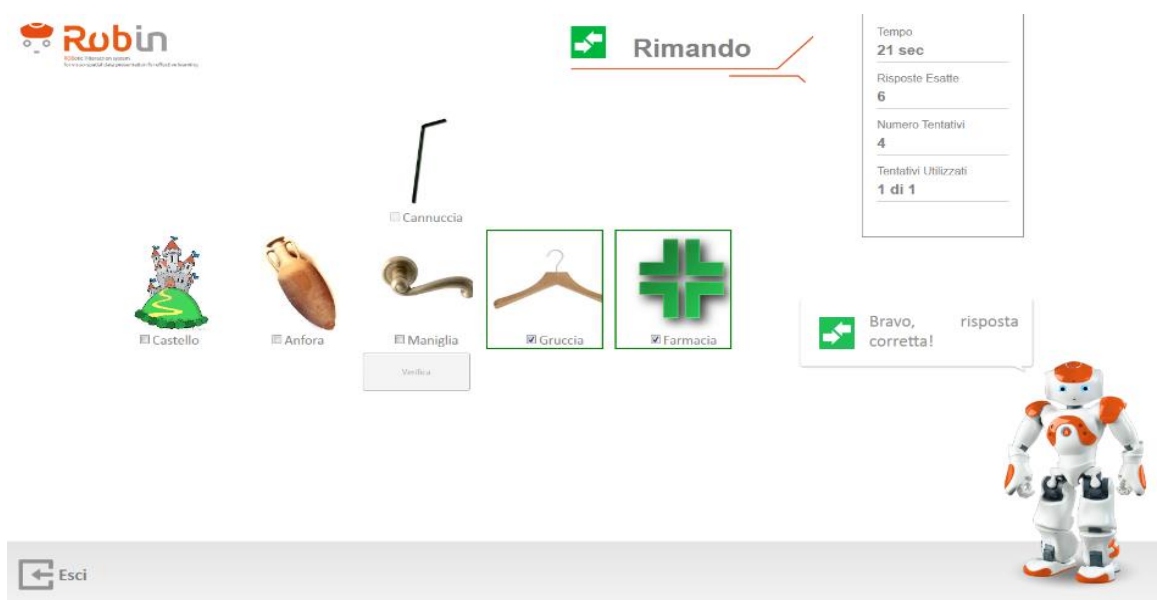 Robin
Rimando
Tempo
21 sec
Risposte Esatte
6
Numero Tentativi
4
Tentativi Utilizzati
1 di 1
Cannuccia
Castello
Anfora
Maniglia
Gruccia
Farmacia
Verifica
Bravo, risposta
corretta!
Esci